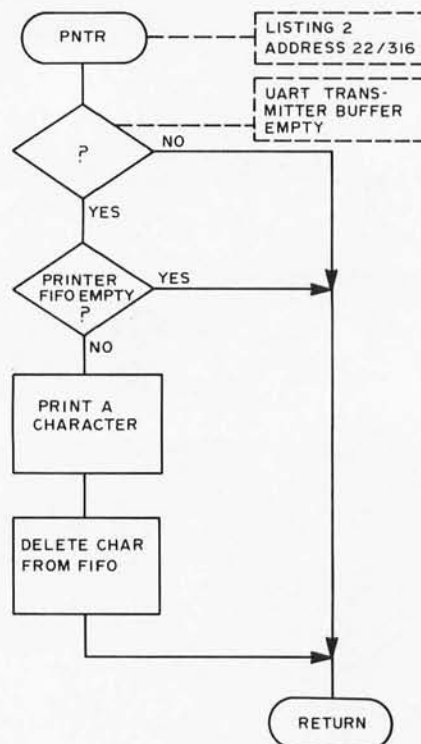 PNTR
LISTING 2
ADDRESS 22/316
UART TRANS-
MITTER BUFFER
EMPTY
?
NO
YES
PRINTER
FIFO EMPTY
?
YES
NO
PRINT A
CHARACTER
DELETE CHAR
FROM FIFO
RETURN